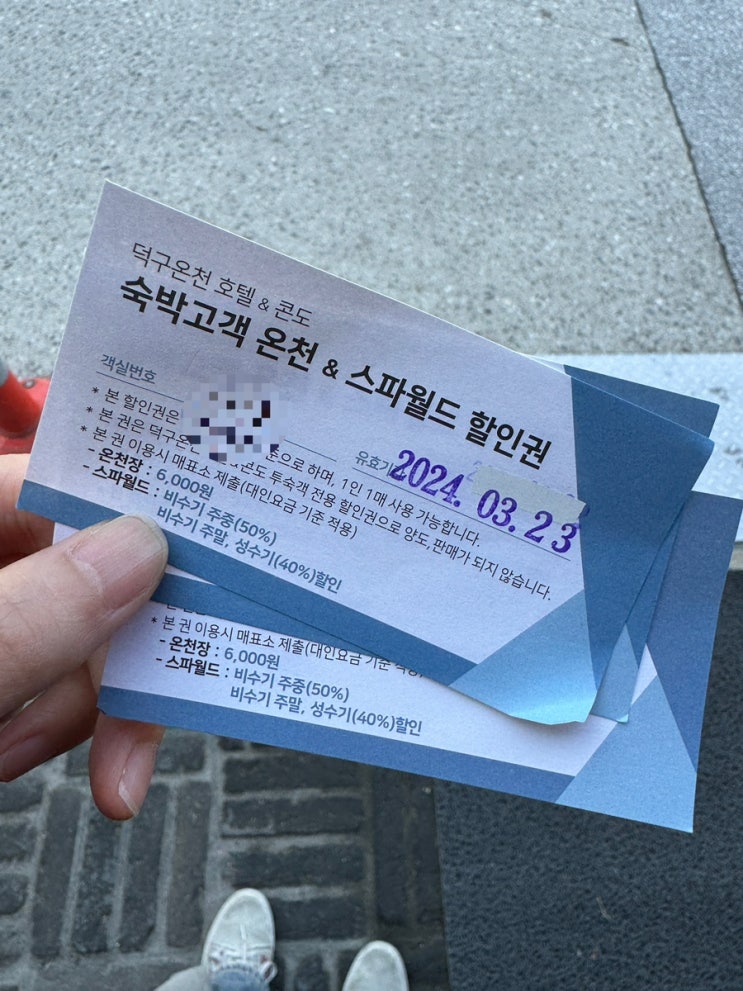 덕구온천 호텔 & 콘도
숙박고객 온천 & 스파월드 할인권
객실번호
유효기
2024. 03. 23
* 본 할인권은 으로 하며, 1인 1매 사용 가능합니다.
* 본 권은 덕구온천 콘도 투숙객 전용 할인권으로 양도,판매가 되지 않습니다.
* 본 권 이용시 매표소 제출(대인요금 기준 적용)
- 온천장 : 6,000원
- 스파월드 : 비수기 주중(50%)
비수기 주말, 성수기(40%)할인
* 본 권 이용시 매표소 제출(대인요금 기준 적용)
- 온천장 : 6,000원
- 스파월드 : 비수기 주중(50%)
비수기 주말, 성수기(40%)할인